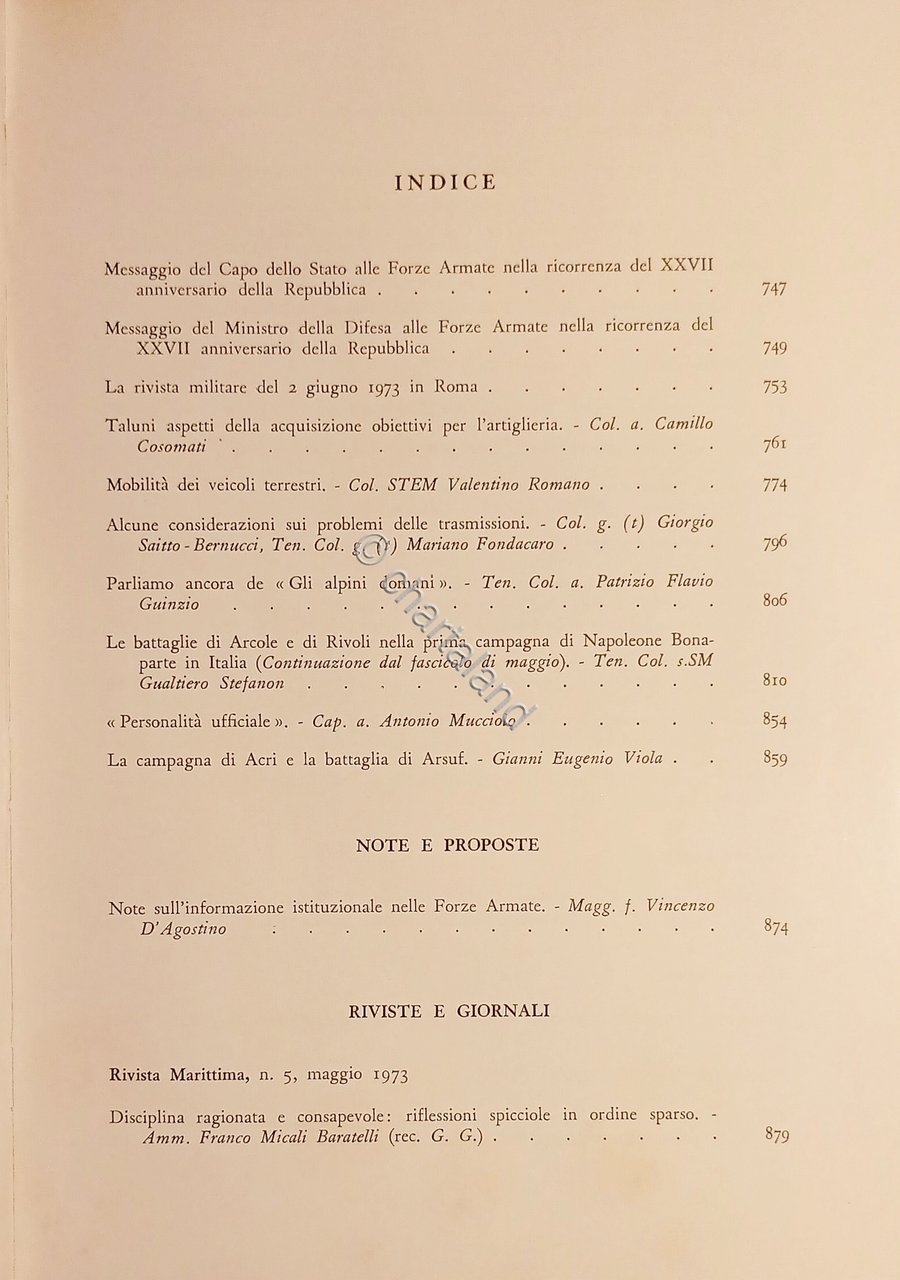 INDICE
Messaggio del Capo dello Stato alle Forze Armate nella ricorrenza del XXVII
anniversario della Repubblica . . . . . . . . . . 747
Messaggio del Ministro della Difesa alle Forze Armate nella ricorrenza del
XXVII anniversario della Repubblica . . . . . . . . 749
La rivista militare del 2 giugno 1973 in Roma . . . . . . . 753
Taluni aspetti della acquisizione obiettivi per l'artiglieria. - Col. a. Camillo
Cosomati . . . . . . . . . . . . . . 761
Mobilità dei veicoli terrestri. - Col. STEM Valentino Romano . . . . 774
Alcune considerazioni sui problemi delle trasmissioni. - Col. g. (t) Giorgio
Saitto - Bernucci, Ten. Col. g. (t) Mariano Fondacaro . . . . . 796
Parliamo ancora de « Gli alpini domani ». - Ten. Col. a. Patrizio Flavio
Guinzio . . . . . . . . . . . . . . 806
Le battaglie di Arcole e di Rivoli nella prima campagna di Napoleone Bona-
parte in Italia (Continuazione dal fascicolo di maggio). - Ten. Col. s.SM
Gualtiero Stefanon . . . . . . . . . . . . 810
« Personalità ufficiale ». - Cap. a. Antonio Mucciolo . . . . . . 854
La campagna di Acri e la battaglia di Arsuf. - Gianni Eugenio Viola . . 859
NOTE E PROPOSTE
Note sull'informazione istituzionale nelle Forze Armate. - Magg. f. Vincenzo
D'Agostino . . . . . . . . . . . . . 874
RIVISTE E GIORNALI
Rivista Marittima, n. 5, maggio 1973
Disciplina ragionata e consapevole: riflessioni spicciole in ordine sparso. -
Amm. Franco Micali Baratelli (rec. G. G.) . . . . . . . 879
© chartaland